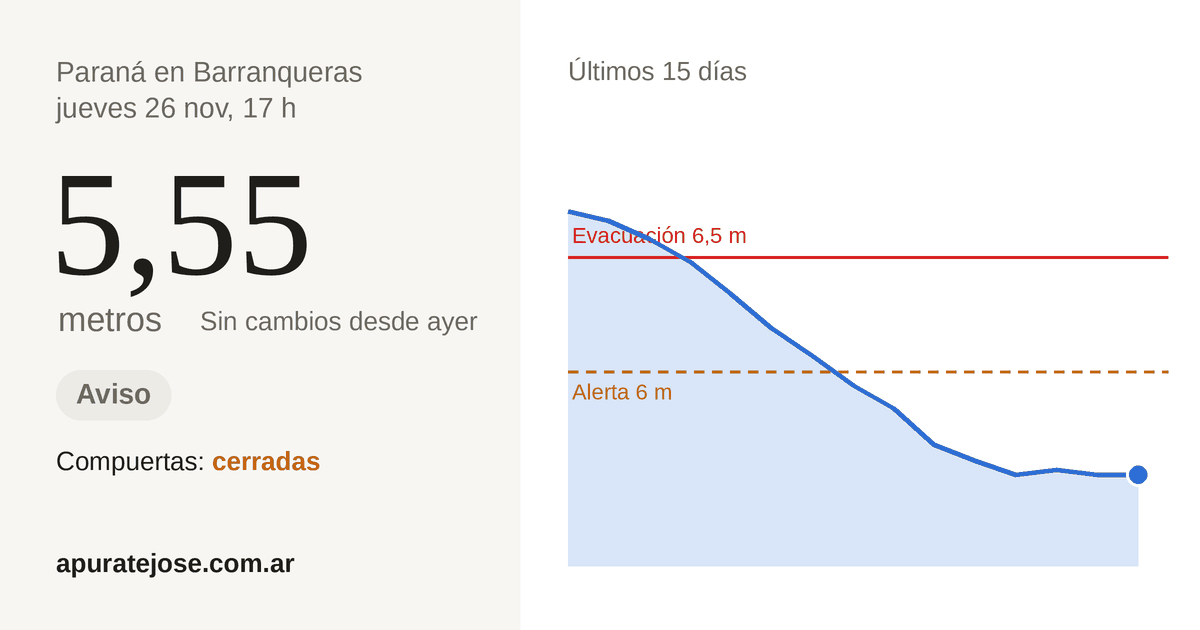 Paraná en Barranqueras
jueves 26 nov, 17 h
5,55
metros
Sin cambios desde ayer
Aviso
Compuertas: cerradas
apuratejose.com.ar
Últimos 15 días
Evacuación 6,5 m
Alerta 6 m